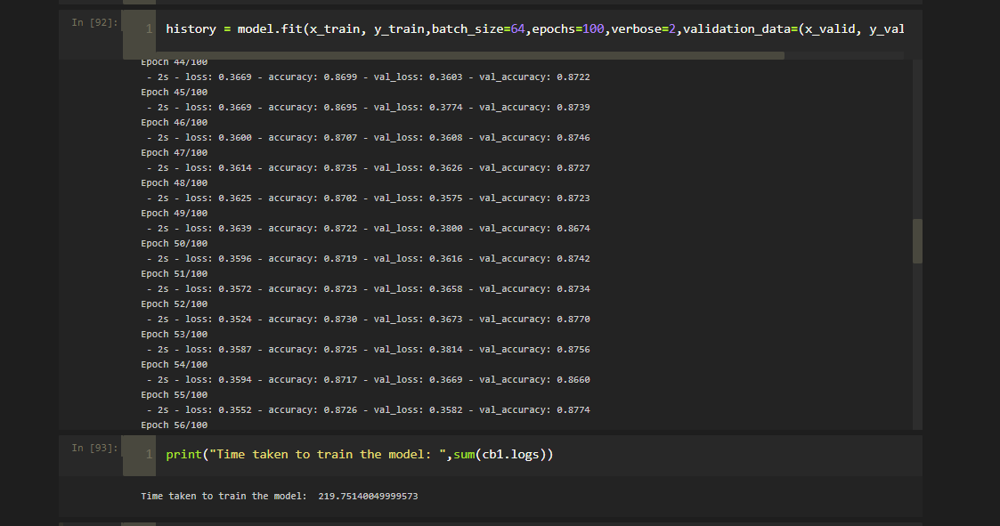 In [92]:
1 history = model.fit(x_train, y_train,batch_size=64,epochs=100,verbose=2,validation_data=(x_valid, y_val
Epoch 44/100
- 2s - loss: 0.3669 - accuracy: 0.8699 - val_loss: 0.3603 - val_accuracy: 0.8722
Epoch 45/100
- 2s - loss: 0.3669 - accuracy: 0.8695 - val_loss: 0.3774 - val_accuracy: 0.8739
Epoch 46/100
- 2s - loss: 0.3600 - accuracy: 0.8707 - val_loss: 0.3608 - val_accuracy: 0.8746
Epoch 47/100
- 2s - loss: 0.3614 - accuracy: 0.8735 - val_loss: 0.3626 - val_accuracy: 0.8727
Epoch 48/100
- 2s - loss: 0.3625 - accuracy: 0.8702 - val_loss: 0.3575 - val_accuracy: 0.8723
Epoch 49/100
- 2s - loss: 0.3639 - accuracy: 0.8722 - val_loss: 0.3800 - val_accuracy: 0.8674
Epoch 50/100
- 2s - loss: 0.3596 - accuracy: 0.8719 - val_loss: 0.3616 - val_accuracy: 0.8742
Epoch 51/100
- 2s - loss: 0.3572 - accuracy: 0.8723 - val_loss: 0.3658 - val_accuracy: 0.8734
Epoch 52/100
- 2s - loss: 0.3524 - accuracy: 0.8730 - val_loss: 0.3673 - val_accuracy: 0.8770
Epoch 53/100
- 2s - loss: 0.3587 - accuracy: 0.8725 - val_loss: 0.3814 - val_accuracy: 0.8756
Epoch 54/100
- 2s - loss: 0.3594 - accuracy: 0.8717 - val_loss: 0.3669 - val_accuracy: 0.8660
Epoch 55/100
- 2s - loss: 0.3552 - accuracy: 0.8726 - val_loss: 0.3582 - val_accuracy: 0.8774
Epoch 56/100
In [93]:
1 print("Time taken to train the model: ",sum(cb1.logs))
Time taken to train the model:  219.75140049999573